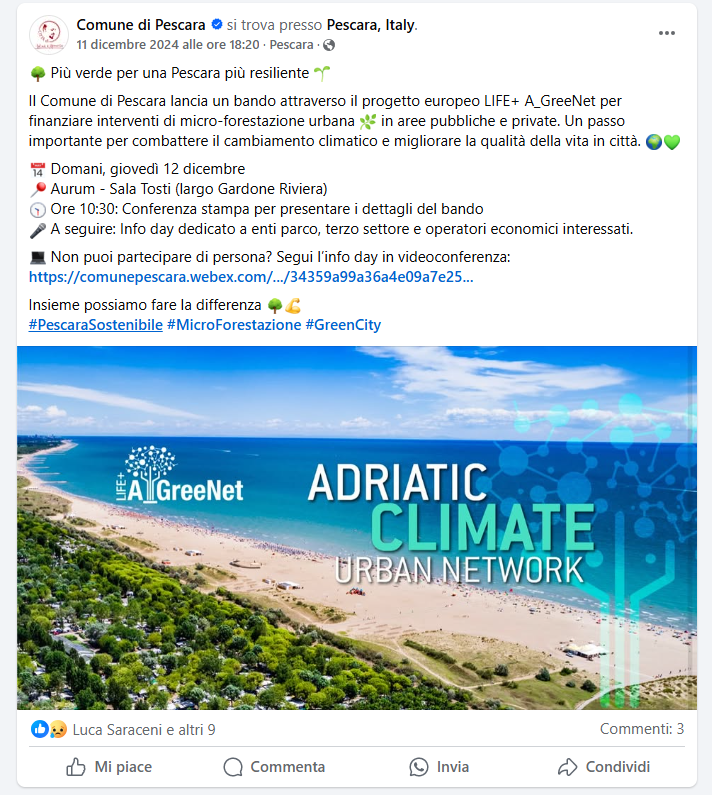 Comune di Pescara si trova presso Pescara, Italy.
11 dicembre 2024 alle ore 18:20 · Pescara ·
🌳 Più verde per una Pescara più resiliente 🌱
Il Comune di Pescara lancia un bando attraverso il progetto europeo LIFE+ A_GreeNet per
finanziare interventi di micro-forestazione urbana 🌿 in aree pubbliche e private. Un passo
importante per combattere il cambiamento climatico e migliorare la qualità della vita in città. 🌍💚
📅 Domani, giovedì 12 dicembre
📍 Aurum - Sala Tosti (largo Gardone Riviera)
🕥 Ore 10:30: Conferenza stampa per presentare i dettagli del bando
🎤 A seguire: Info day dedicato a enti parco, terzo settore e operatori economici interessati.
💻 Non puoi partecipare di persona? Segui l'info day in videoconferenza:
https://comunepescara.webex.com/.../34359a99a36a4e09a7e25...
Insieme possiamo fare la differenza 🌳💪
#PescaraSostenibile #MicroForestazione #GreenCity
LIFE+ A_GreeNet
ADRIATIC
CLIMATE
URBAN NETWORK
Luca Saraceni e altri 9
Commenti: 3
Mi piace
Commenta
Invia
Condividi